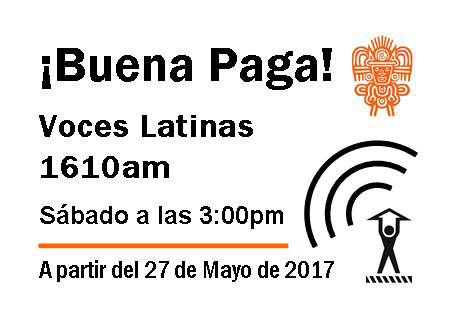 ¡Buena Paga!
Voces Latinas
1610am
Sábado a las 3:00pm
A partir del 27 de Mayo de 2017